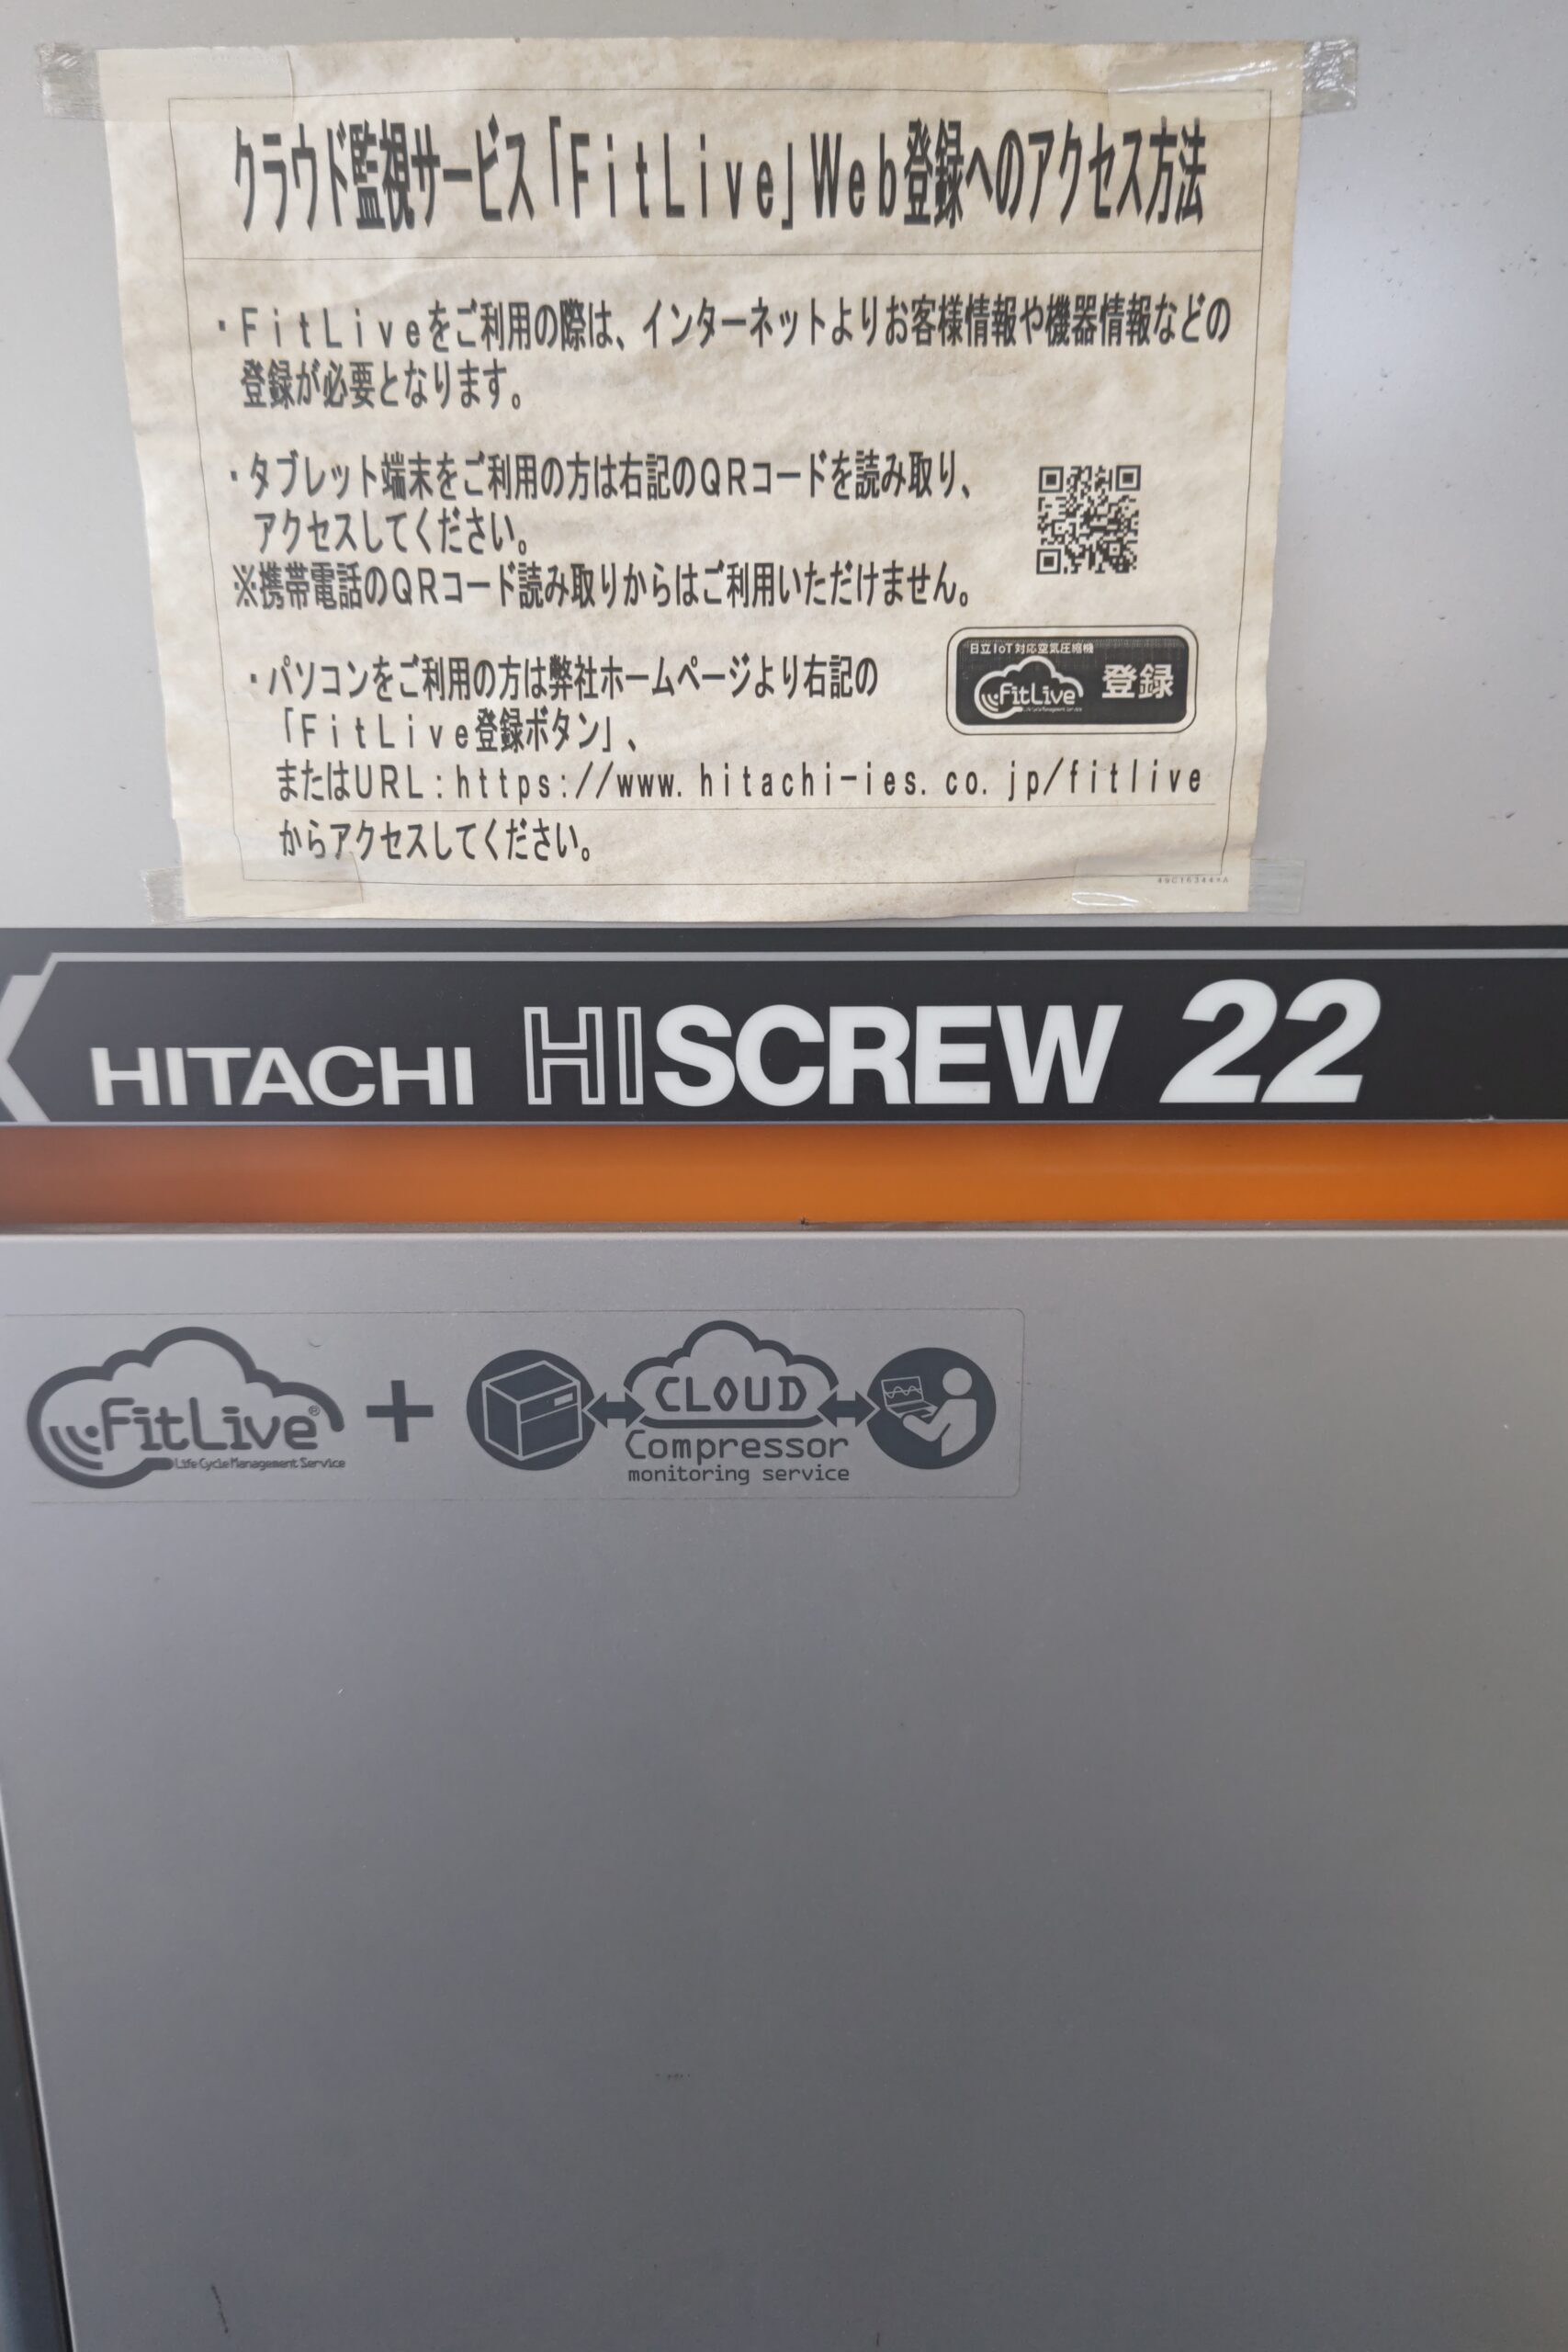 クラウド監視サービス「FitLive」Web登録へのアクセス方法
・FitLiveをご利用の際は、インターネットよりお客様情報や機器情報などの
登録が必要となります。
・タブレット端末をご利用の方は右記のQRコードを読み取り、
アクセスしてください。
※携帯電話のQRコード読み取りからはご利用いただけません。
日立IoT対応空気圧縮機
FitLive 登録
Life Cycle Management Service
・パソコンをご利用の方は弊社ホームページより右記の
「FitLive登録ボタン」、
またはURL:https://www.hitachi-ies.co.jp/fitlive
からアクセスしてください。
HITACHI HISCREW 22
FitLive® + CLOUD
Life Cycle Management Service
Compressor
monitoring service